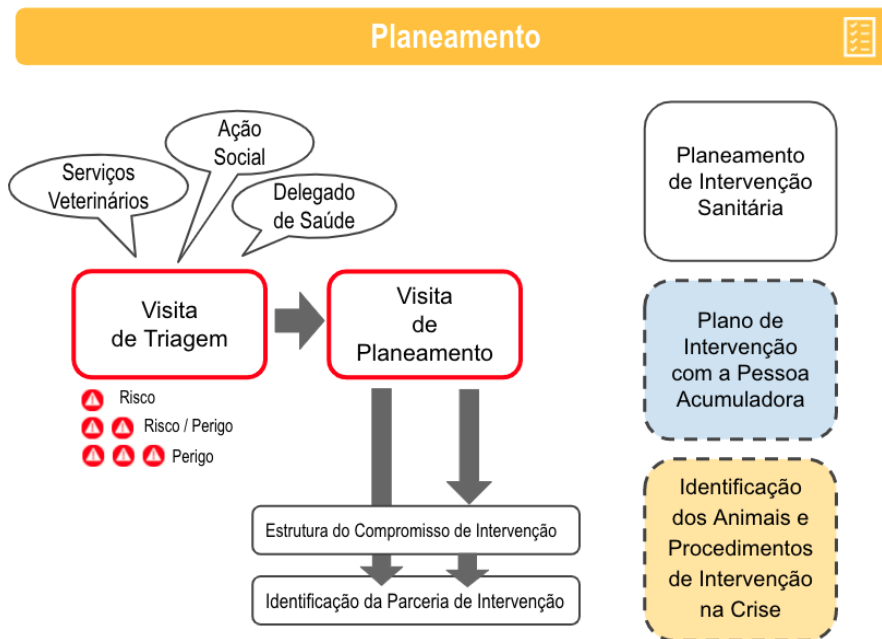 Planeamento
Ação
Social
Serviços
Veterinários
Delegado
de Saúde
Visita
de Triagem
Visita
de
Planeamento
Risco
Risco / Perigo
Perigo
Estrutura do Compromisso de Intervenção
Identificação da Parceria de Intervenção
Planeamento
de Intervenção
Sanitária
Plano de
Intervenção
com a Pessoa
Acumuladora
Identificação
dos Animais e
Procedimentos
de Intervenção
na Crise